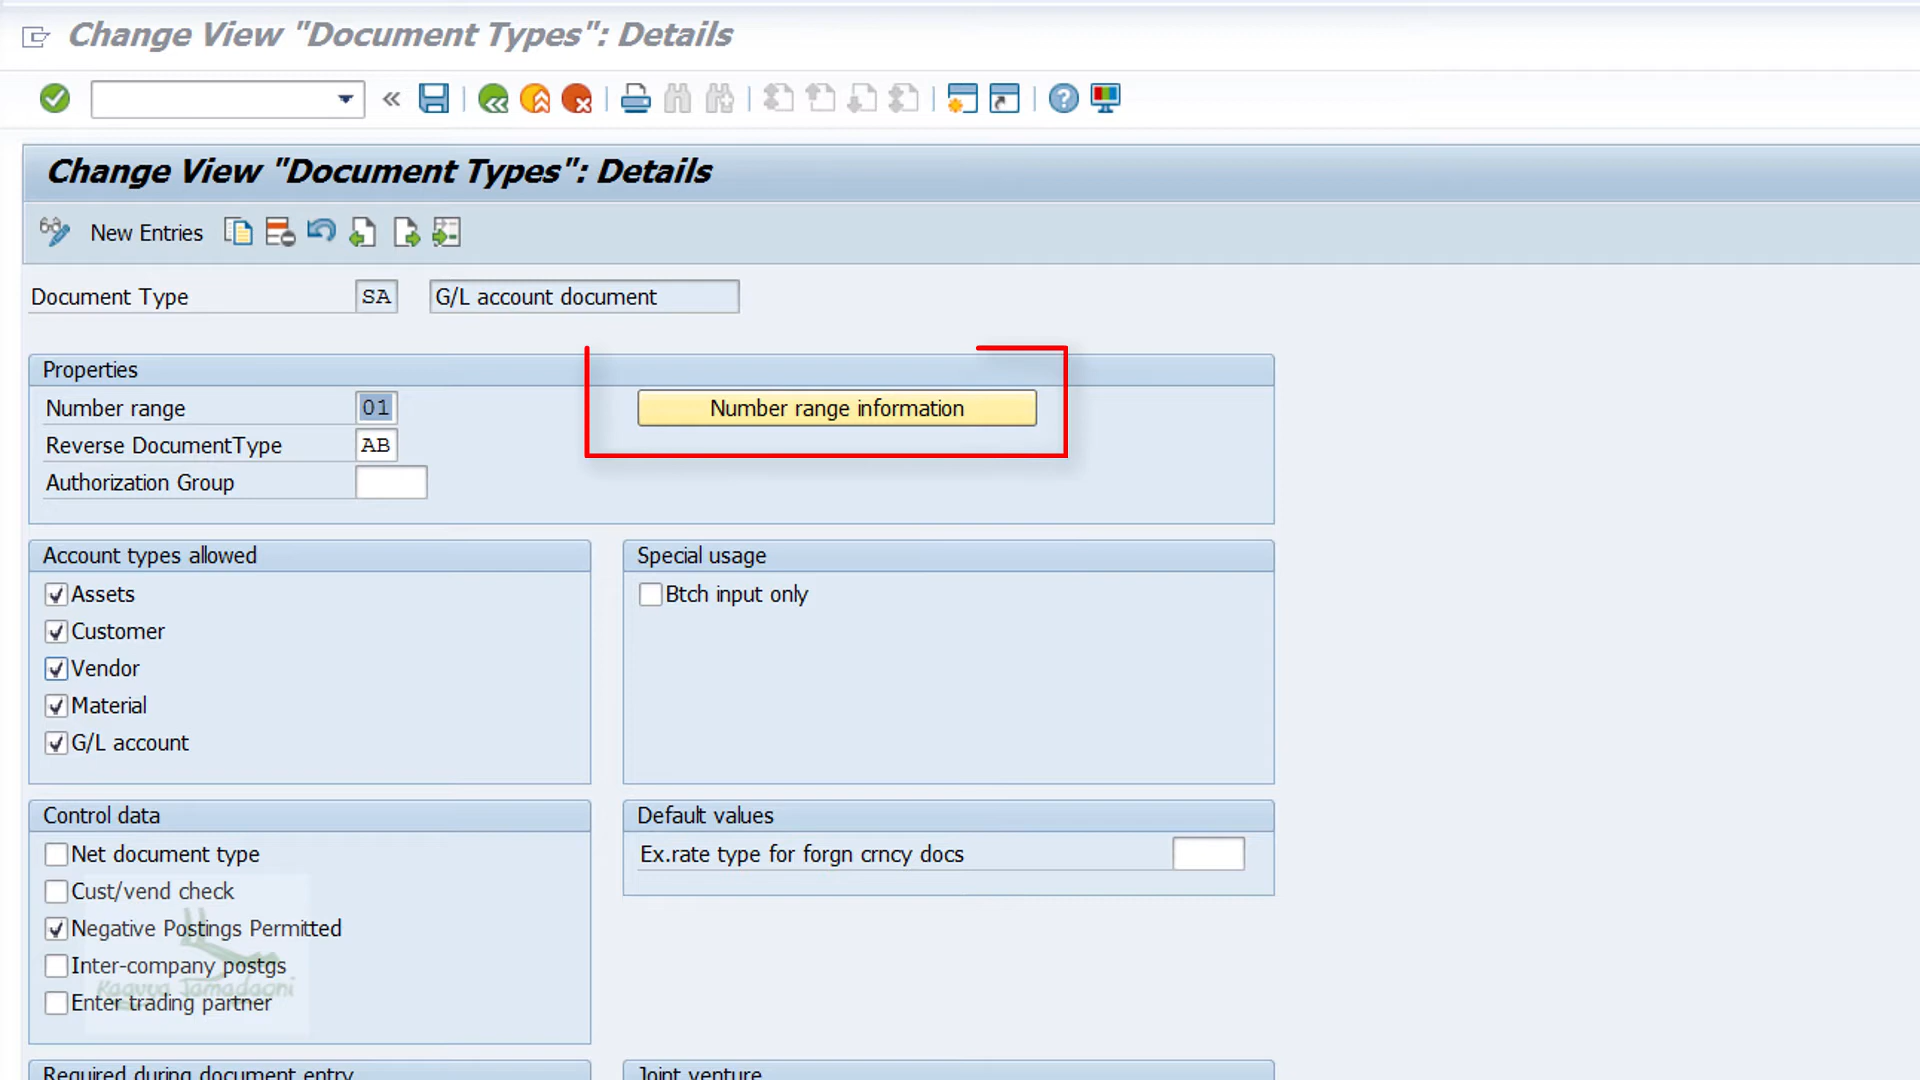 Change View "Document Types": Details
Change View "Document Types": Details
New Entries
Document Type SA G/L account document
Properties
Number range 01 Number range information
Reverse DocumentType AB
Authorization Group
Account types allowed
Special usage
Assets
Btch input only
Customer
Vendor
Material
G/L account
Control data
Default values
Net document type
Ex.rate type for forgn crncy docs
Cust/vend check
Negative Postings Permitted
Inter-company postgs
Kagvya Jamadagni
Enter trading partner
Required during document entry
Joint venture